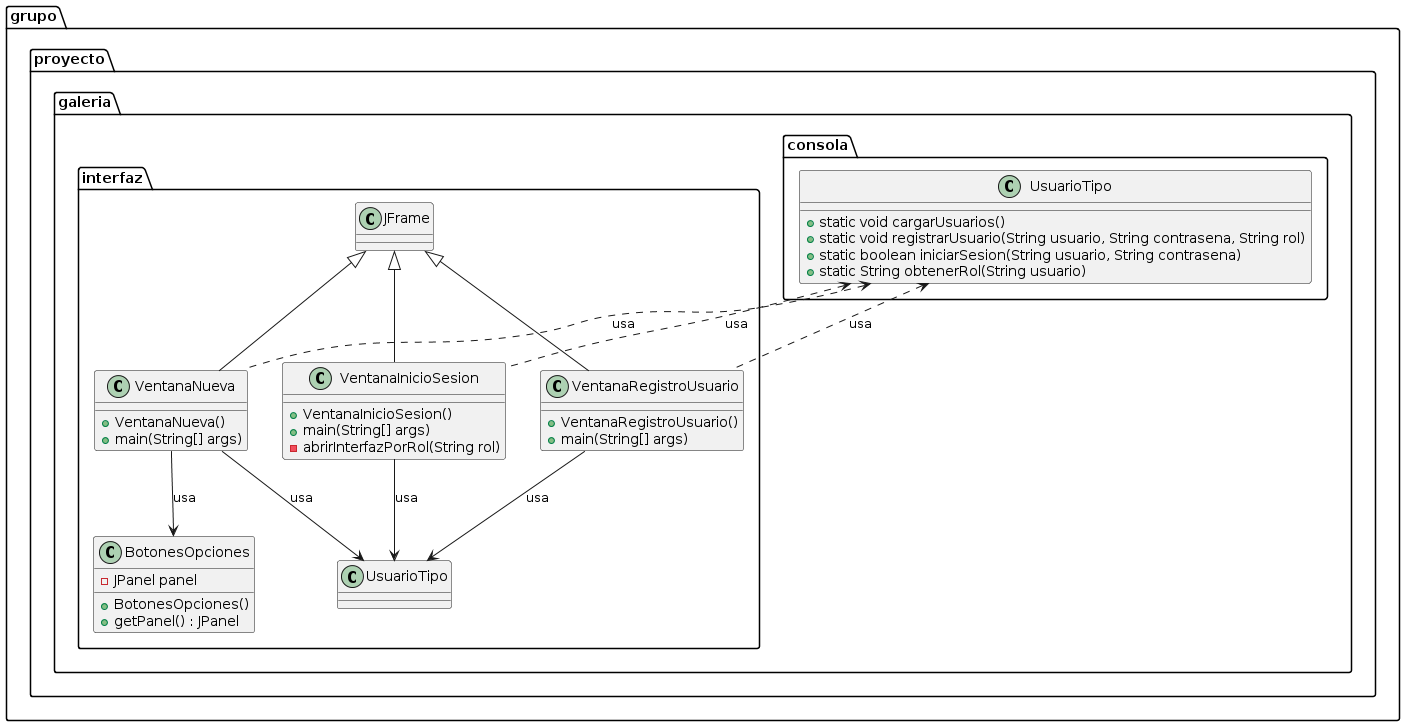 grupo
proyecto
galeria
consola
C UsuarioTipo
static void cargarUsuarios()
static void registrarUsuario(String usuario, String contrasena, String rol)
static boolean iniciarSesion(String usuario, String contrasena)
static String obtenerRol(String usuario)
interfaz
C JFrame
usa
usa
usa
C VentanaNueva
VentanaNueva()
main(String[] args)
C VentanaInicioSesion
VentanaInicioSesion()
main(String[] args)
abrirInterfazPorRol(String rol)
C VentanaRegistroUsuario
VentanaRegistroUsuario()
main(String[] args)
usa
usa
usa
usa
C BotonesOpciones
JPanel panel
BotonesOpciones()
getPanel() : JPanel
C UsuarioTipo